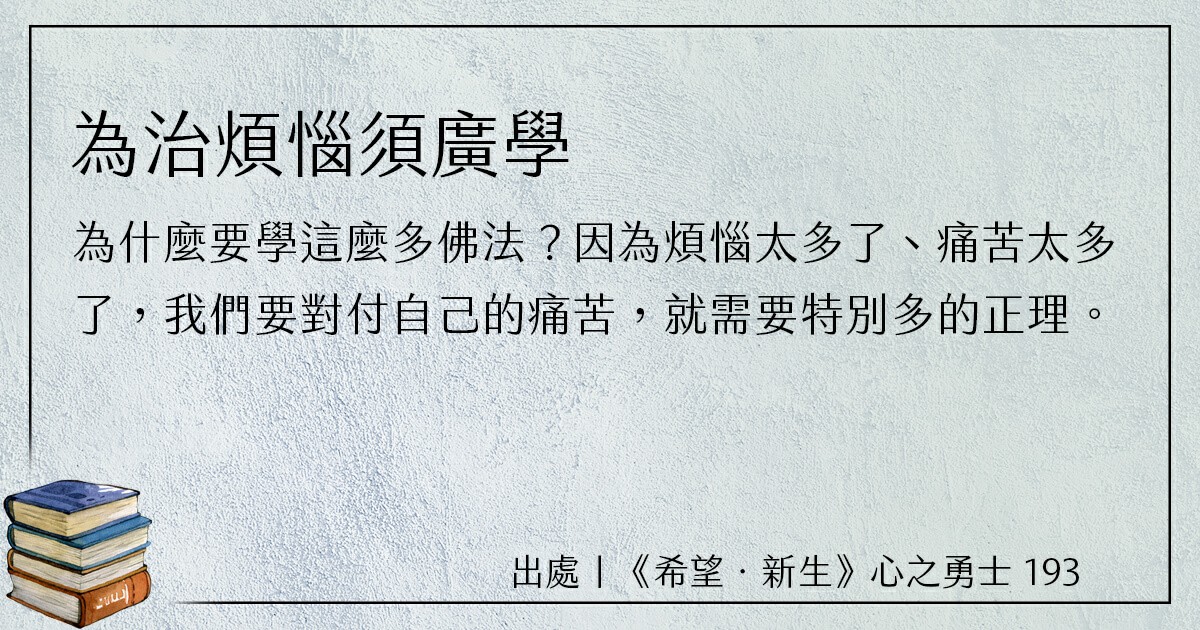 為治煩惱須廣學
為什麼要學這麼多佛法？因為煩惱太多了、痛苦太多
了，我們要對付自己的痛苦，就需要特別多的正理。
出處｜《希望．新生》心之勇士 193